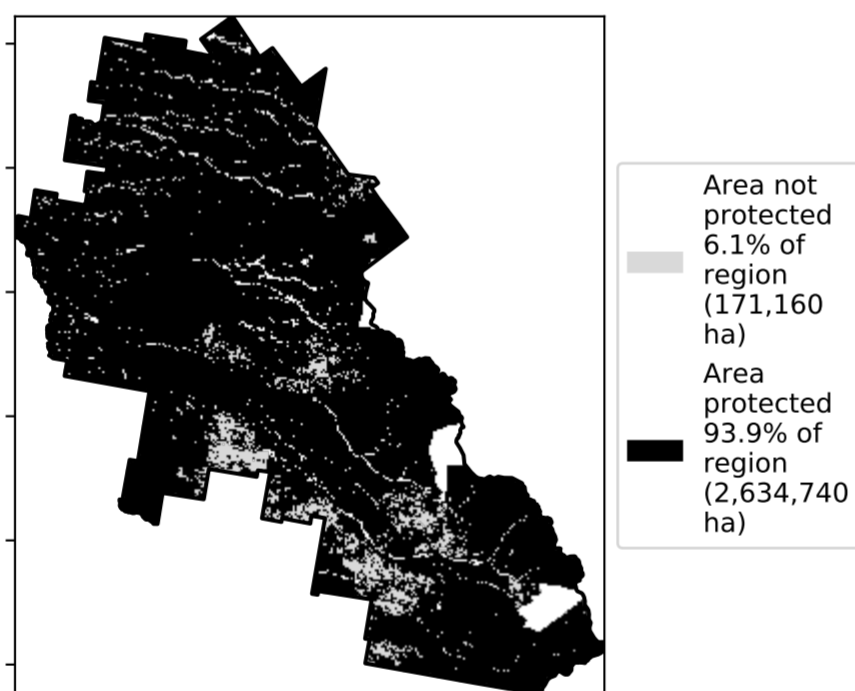 Area not
protected
6.1% of
region
(171,160
ha)
Area
protected
93.9% of
region
(2,634,740
ha)